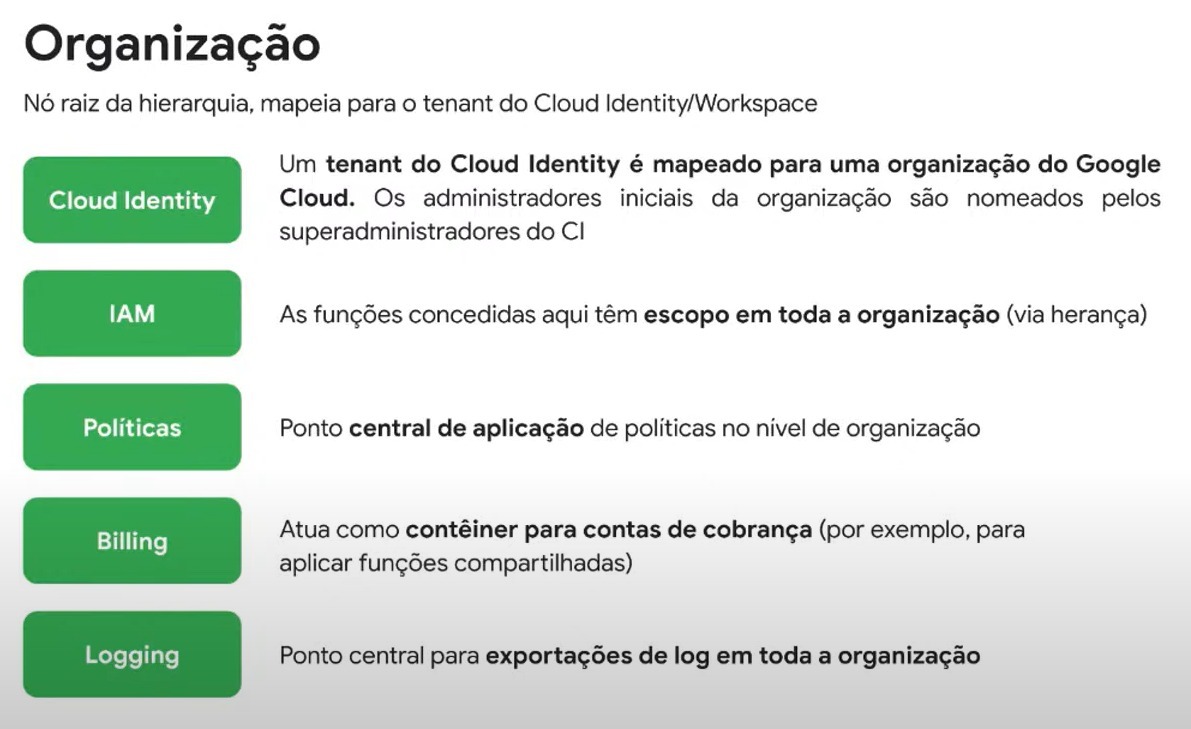 Organização
Nó raiz da hierarquia, mapeia para o tenant do Cloud Identity/Workspace
Cloud Identity
Um tenant do Cloud Identity é mapeado para uma organização do Google
Cloud. Os administradores iniciais da organização são nomeados pelos
superadministradores do CI
IAM
As funções concedidas aqui têm escopo em toda a organização (via herança)
Políticas
Ponto central de aplicação de políticas no nível de organização
Billing
Atua como contêiner para contas de cobrança (por exemplo, para
aplicar funções compartilhadas)
Logging
Ponto central para exportações de log em toda a organização